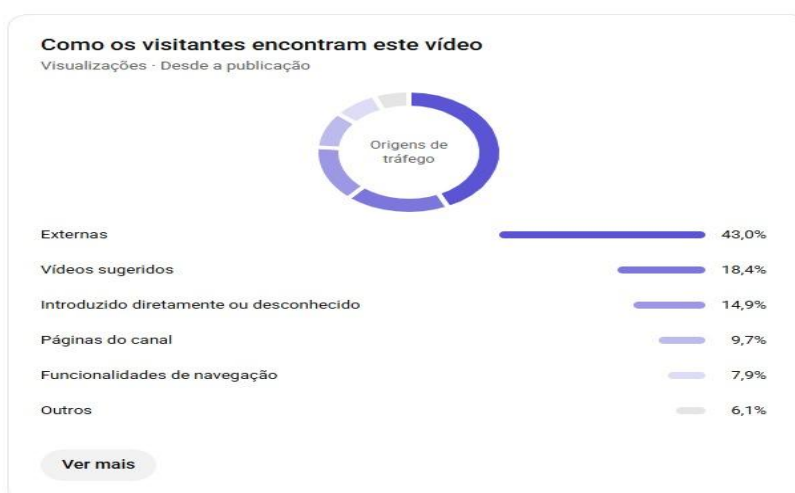 Como os visitantes encontram este vídeo
Visualizações · Desde a publicação
Origens de
tráfego
Externas 43,0%
Vídeos sugeridos 18,4%
Introduzido diretamente ou desconhecido 14,9%
Páginas do canal 9,7%
Funcionalidades de navegação 7,9%
Outros 6,1%
Ver mais